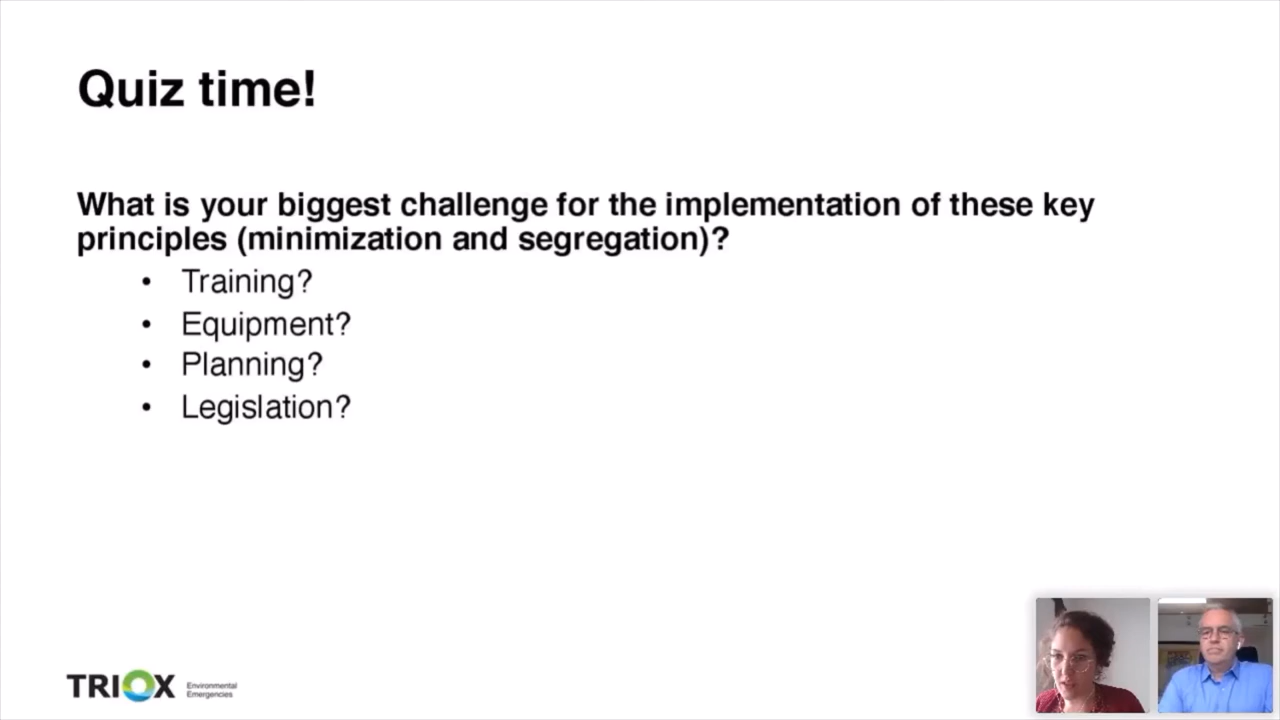 Quiz time!
What is your biggest challenge for the implementation of these key
principles (minimization and segregation)?
• Training?
• Equipment?
• Planning?
• Legislation?
TRIOX Environmental
Emergencies